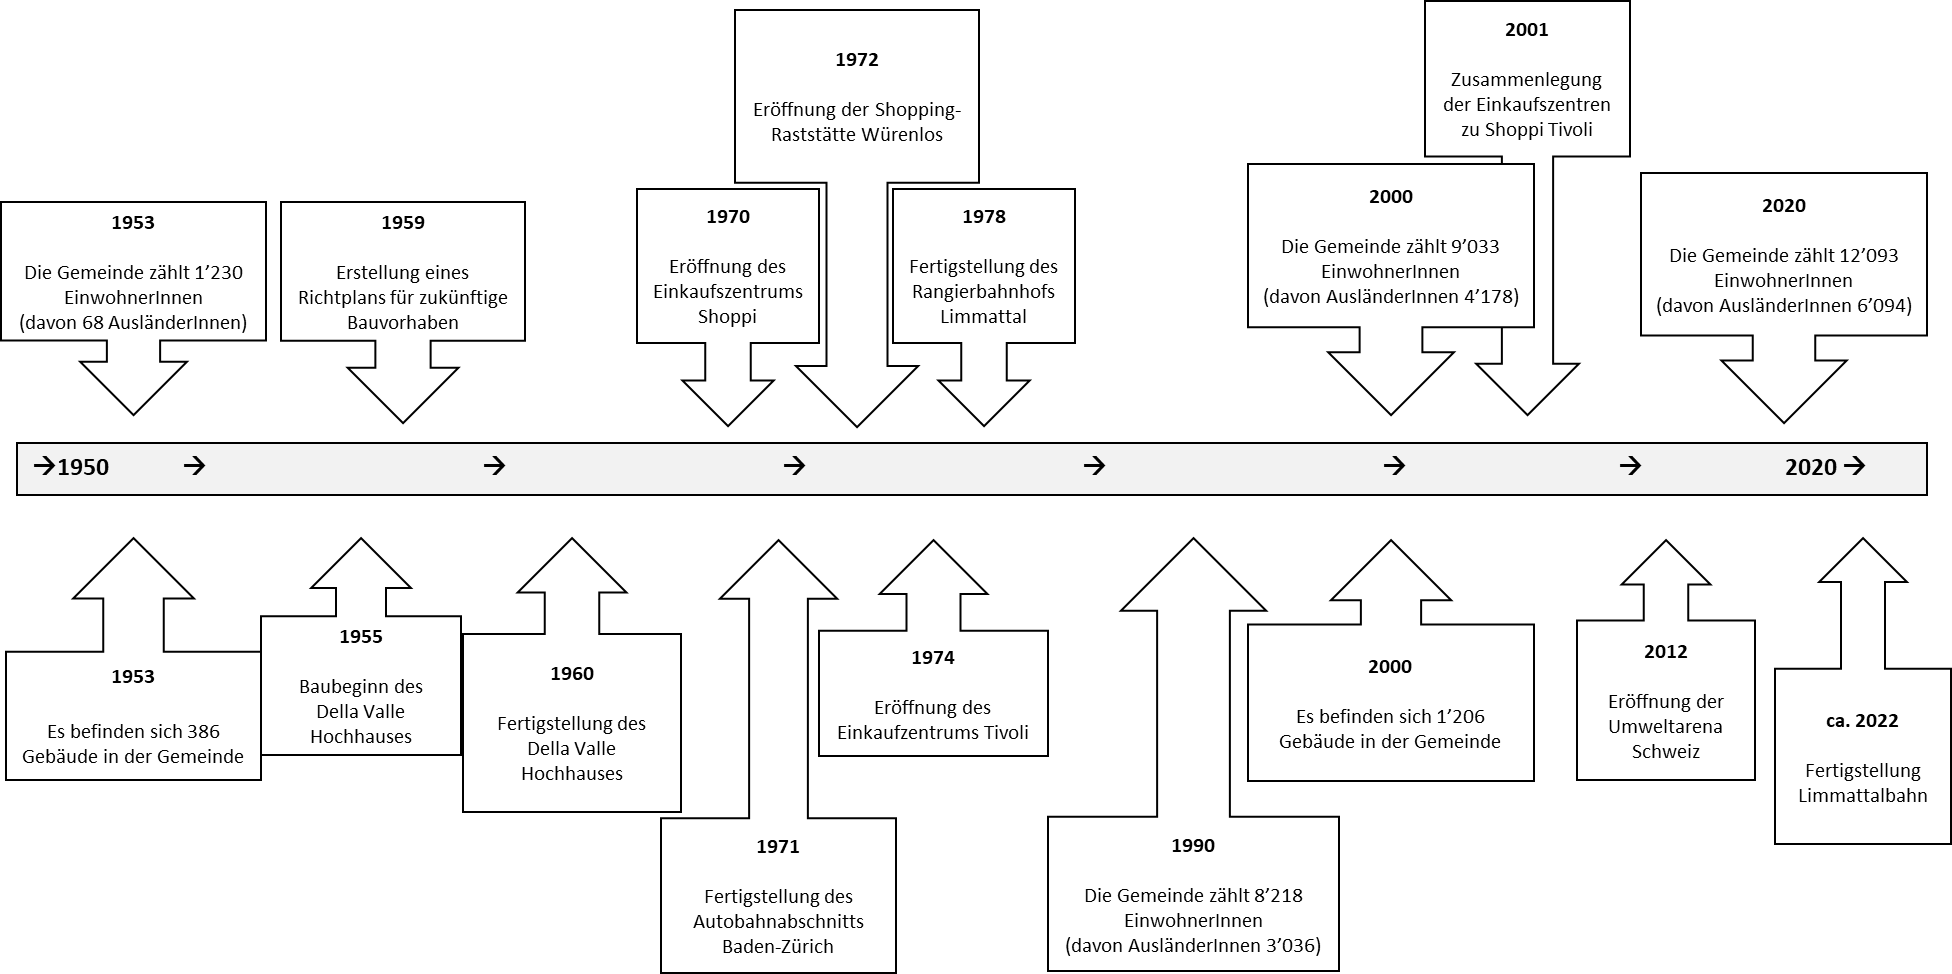 1953
Die Gemeinde zählt 1’230
EinwohnerInnen
(davon 68 AusländerInnen)
1959
Erstellung eines
Richtplans für zukünftige
Bauvorhaben
1970
Eröffnung des
Einkaufszentrums
Shoppi
1972
Eröffnung der Shopping-
Raststätte Würenlos
1978
Fertigstellung des
Rangierbahnhofs
Limmattal
2000
Die Gemeinde zählt 9’033
EinwohnerInnen
(davon AusländerInnen 4’178)
2001
Zusammenlegung
der Einkaufszentren
zu Shoppi Tivoli
2020
Die Gemeinde zählt 12’093
EinwohnerInnen
(davon AusländerInnen 6’094)
→1950 → → → → → → 2020 →
1953
Es befinden sich 386
Gebäude in der Gemeinde
1955
Baubeginn des
Della Valle
Hochhauses
1960
Fertigstellung des
Della Valle
Hochhauses
1971
Fertigstellung des
Autobahnabschnitts
Baden-Zürich
1974
Eröffnung des
Einkaufzentrums Tivoli
1990
Die Gemeinde zählt 8’218
EinwohnerInnen
(davon AusländerInnen 3’036)
2000
Es befinden sich 1’206
Gebäude in der Gemeinde
2012
Eröffnung der
Umweltarena
Schweiz
ca. 2022
Fertigstellung
Limmattalbahn